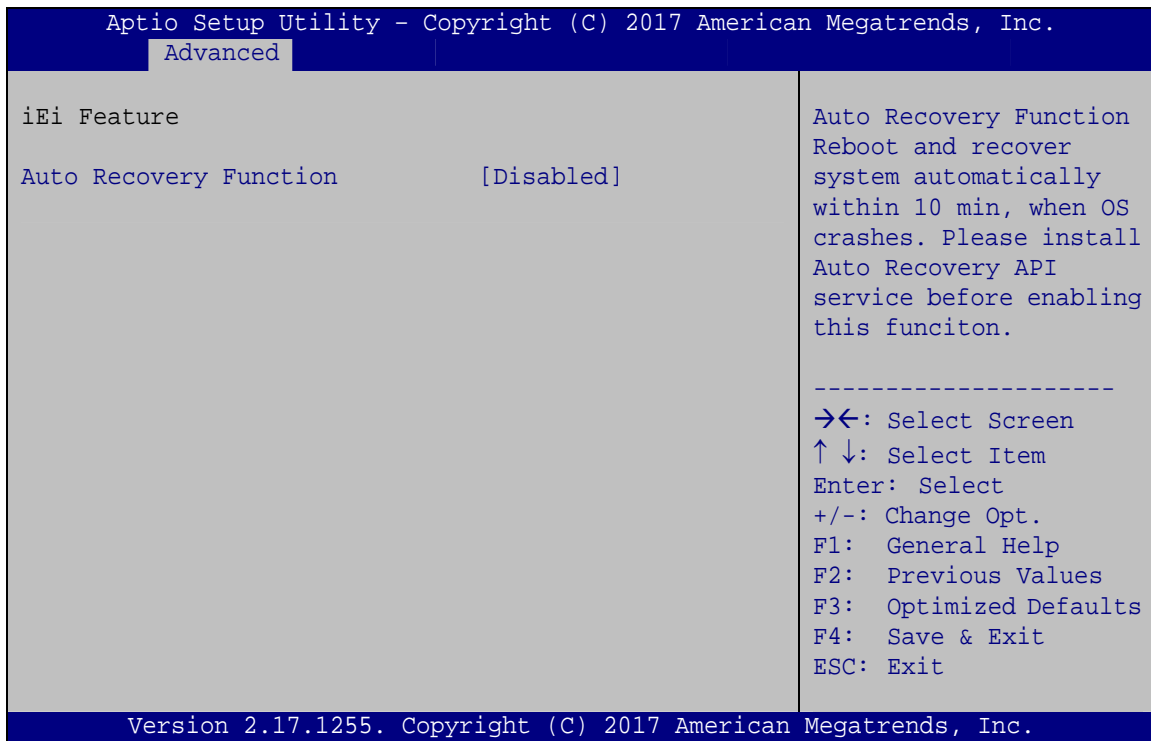 Aptio Setup Utility – Copyright (C) 2017 American Megatrends, Inc.
Advanced
iEi Feature
Auto Recovery Function [Disabled]
Auto Recovery Function
Reboot and recover
system automatically
within 10 min, when OS
crashes. Please install
Auto Recovery API
service before enabling
this funciton.
---------------------
→←: Select Screen
↑ ↓: Select Item
Enter: Select
+/-: Change Opt.
F1: General Help
F2: Previous Values
F3: Optimized Defaults
F4: Save & Exit
ESC: Exit
Version 2.17.1255. Copyright (C) 2017 American Megatrends, Inc.